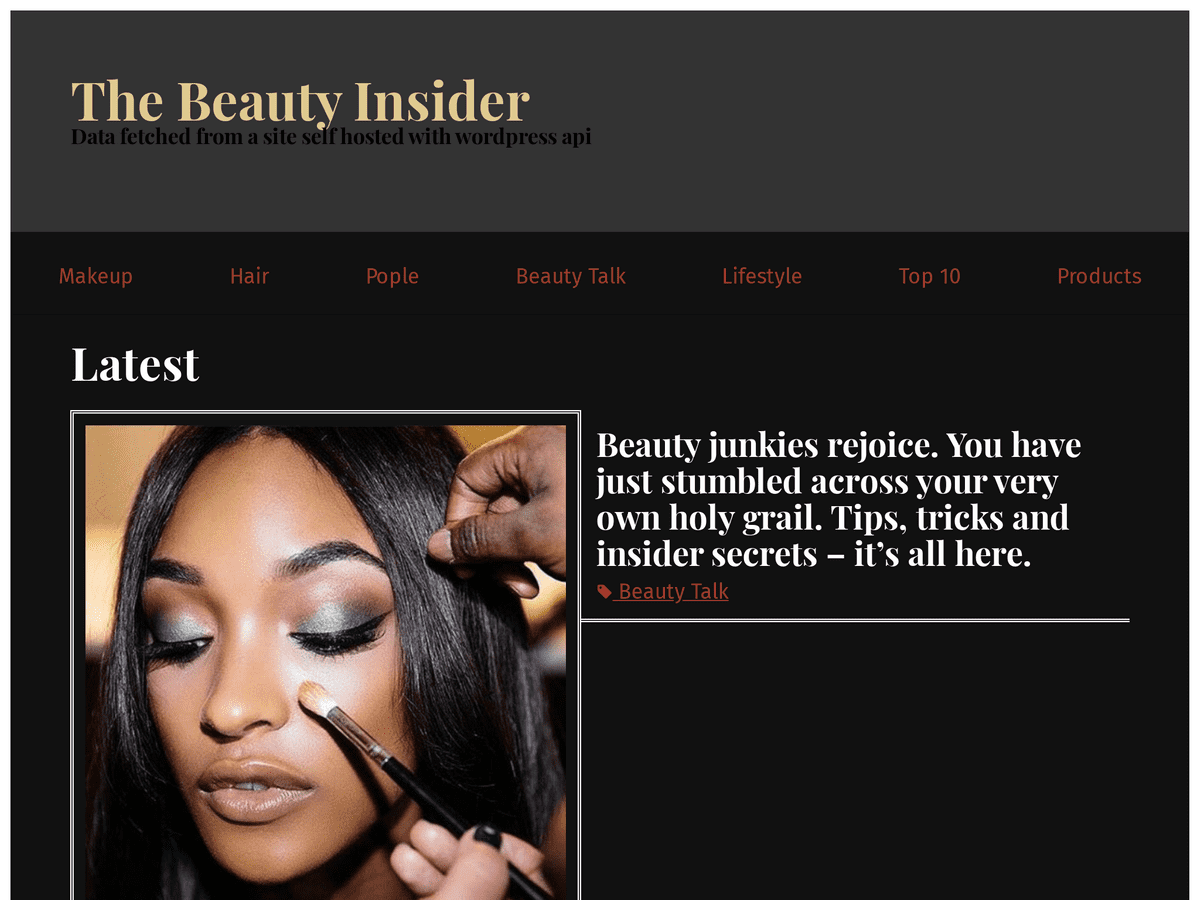 The Beauty Insider
Data fetched from a site self hosted with wordpress api
Makeup Hair Pople Beauty Talk Lifestyle Top 10 Products
Latest
Beauty junkies rejoice. You have
just stumbled across your very
own holy grail. Tips, tricks and
insider secrets – it’s all here.
Beauty Talk